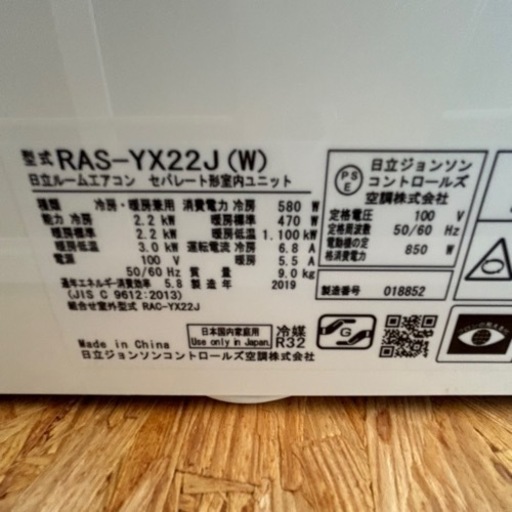 型式 RAS-YX22J(W)
日立ルームエアコン セパレート形室内ユニット
種類 冷房・暖房兼用 消費電力 冷房 580 W
能力 冷房 2.2 kW 暖房標準 470 W
暖房標準 2.2 kW 暖房低温 1,100 kW
暖房低温 3.0 kW 運転電流 冷房 6.8 A
電源 100 V 暖房 5.5 A
50/60 Hz 質量 9.0 kg
通年エネルギー消費効率 5.8 製造年 2019
(JIS C 9612:2013)
組合せ室外型式 RAC-YX22J
Made in China
日本国内家庭用
Use only in Japan
冷媒
R32
日立ジョンソンコントロールズ空調株式会社
PS
E
日立ジョンソン
コントロールズ
空調株式会社
定格電圧 100 V
定格周波数 50/60 Hz
電動機の定
格消費電力 850 W
製造番号 018852
G